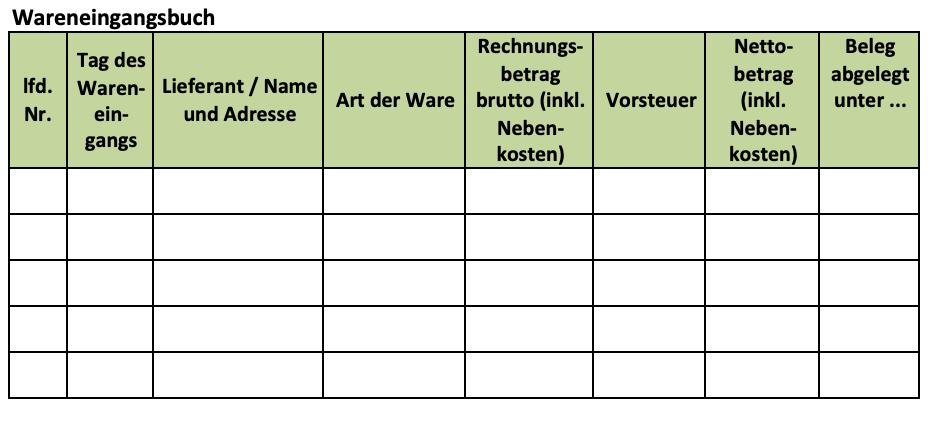 Wareneingangsbuch
lfd.
Nr.
Tag des
Waren-
ein-
gangs
Lieferant / Name
und Adresse
Art der Ware
Rechnungs-
betrag
brutto (inkl.
Neben-
kosten)
Vorsteuer
Netto-
betrag
(inkl.
Neben-
kosten)
Beleg
abgelegt
unter ...